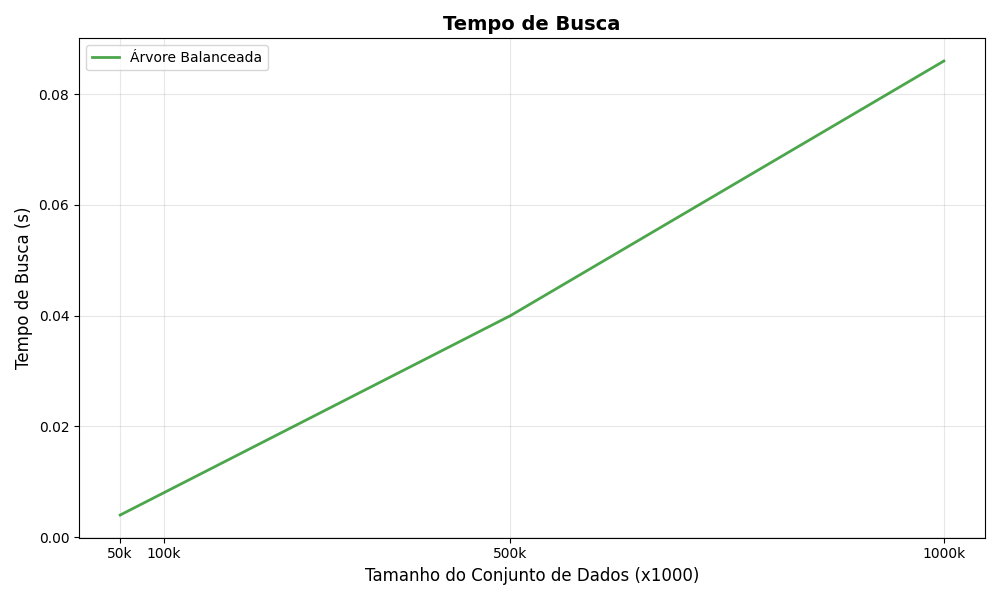 Tempo de Busca
Árvore Balanceada
Tempo de Busca (s)
0.08
0.06
0.04
0.02
0.00
50k 100k 500k 1000k
Tamanho do Conjunto de Dados (x1000)